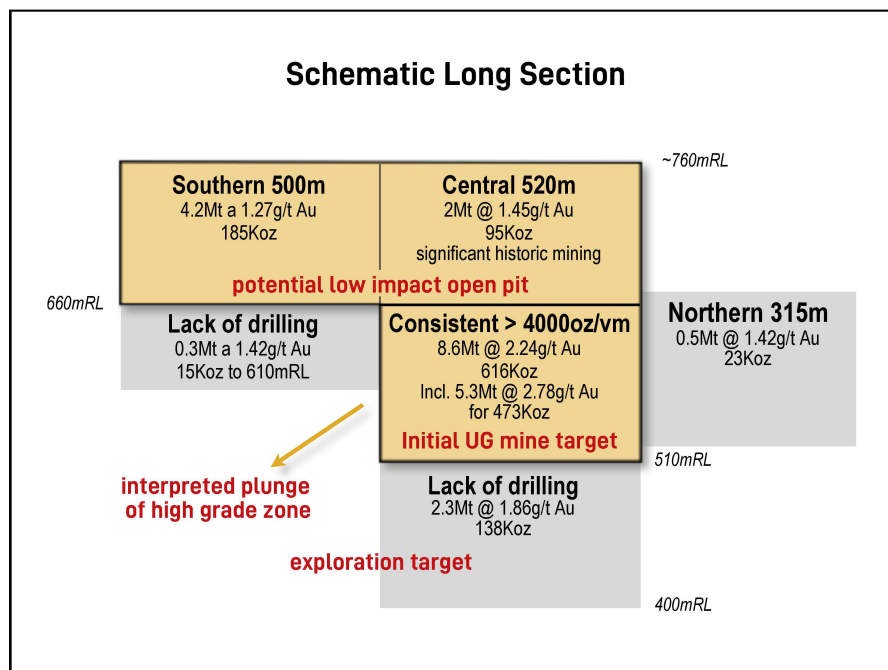 Schematic Long Section
~760mRL
Southern 500m
4.2Mt a 1.27g/t Au
185Koz
Central 520m
2Mt @ 1.45g/t Au
95Koz
significant historic mining
potential low impact open pit
660mRL
Lack of drilling
0.3Mt a 1.42g/t Au
15Koz to 610mRL
Consistent > 4000oz/vm
8.6Mt @ 2.24g/t Au
616Koz
Incl. 5.3Mt @ 2.78g/t Au
for 473Koz
Initial UG mine target
Northern 315m
0.5Mt @ 1.42g/t Au
23Koz
510mRL
interpreted plunge
of high grade zone
Lack of drilling
2.3Mt @ 1.86g/t Au
138Koz
exploration target
400mRL